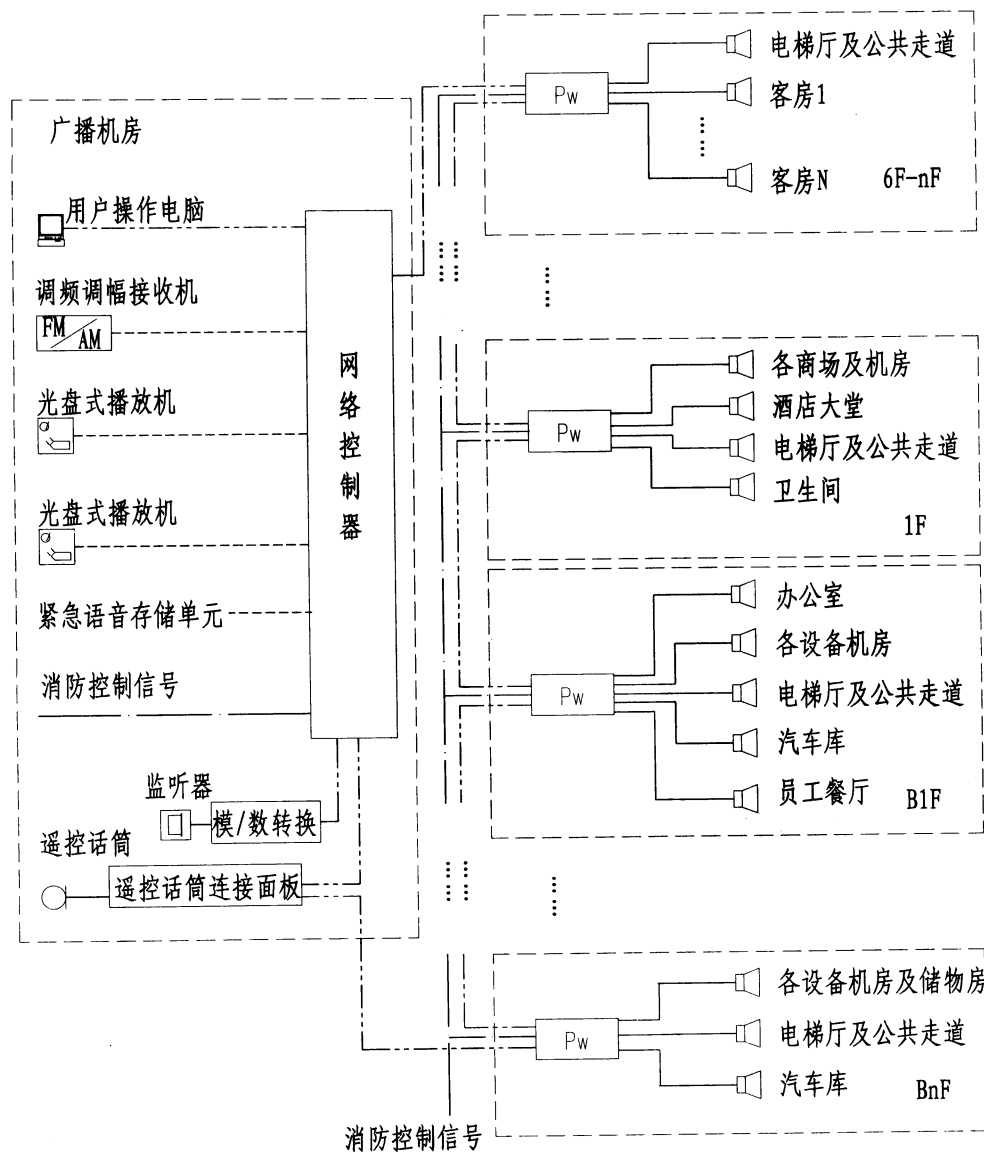 广播机房
用户操作电脑
调频调幅接收机
FM/AM
光盘式播放机
光盘式播放机
紧急语音存储单元
消防控制信号
网络控制器
监听器
模/数转换
遥控话筒
遥控话筒连接面板
Pw
电梯厅及公共走道
客房1
客房N
6F-nF
Pw
各商场及机房
酒店大堂
电梯厅及公共走道
卫生间
1F
Pw
办公室
各设备机房
电梯厅及公共走道
汽车库
员工餐厅
B1F
Pw
各设备机房及储物房
电梯厅及公共走道
汽车库
BnF
消防控制信号